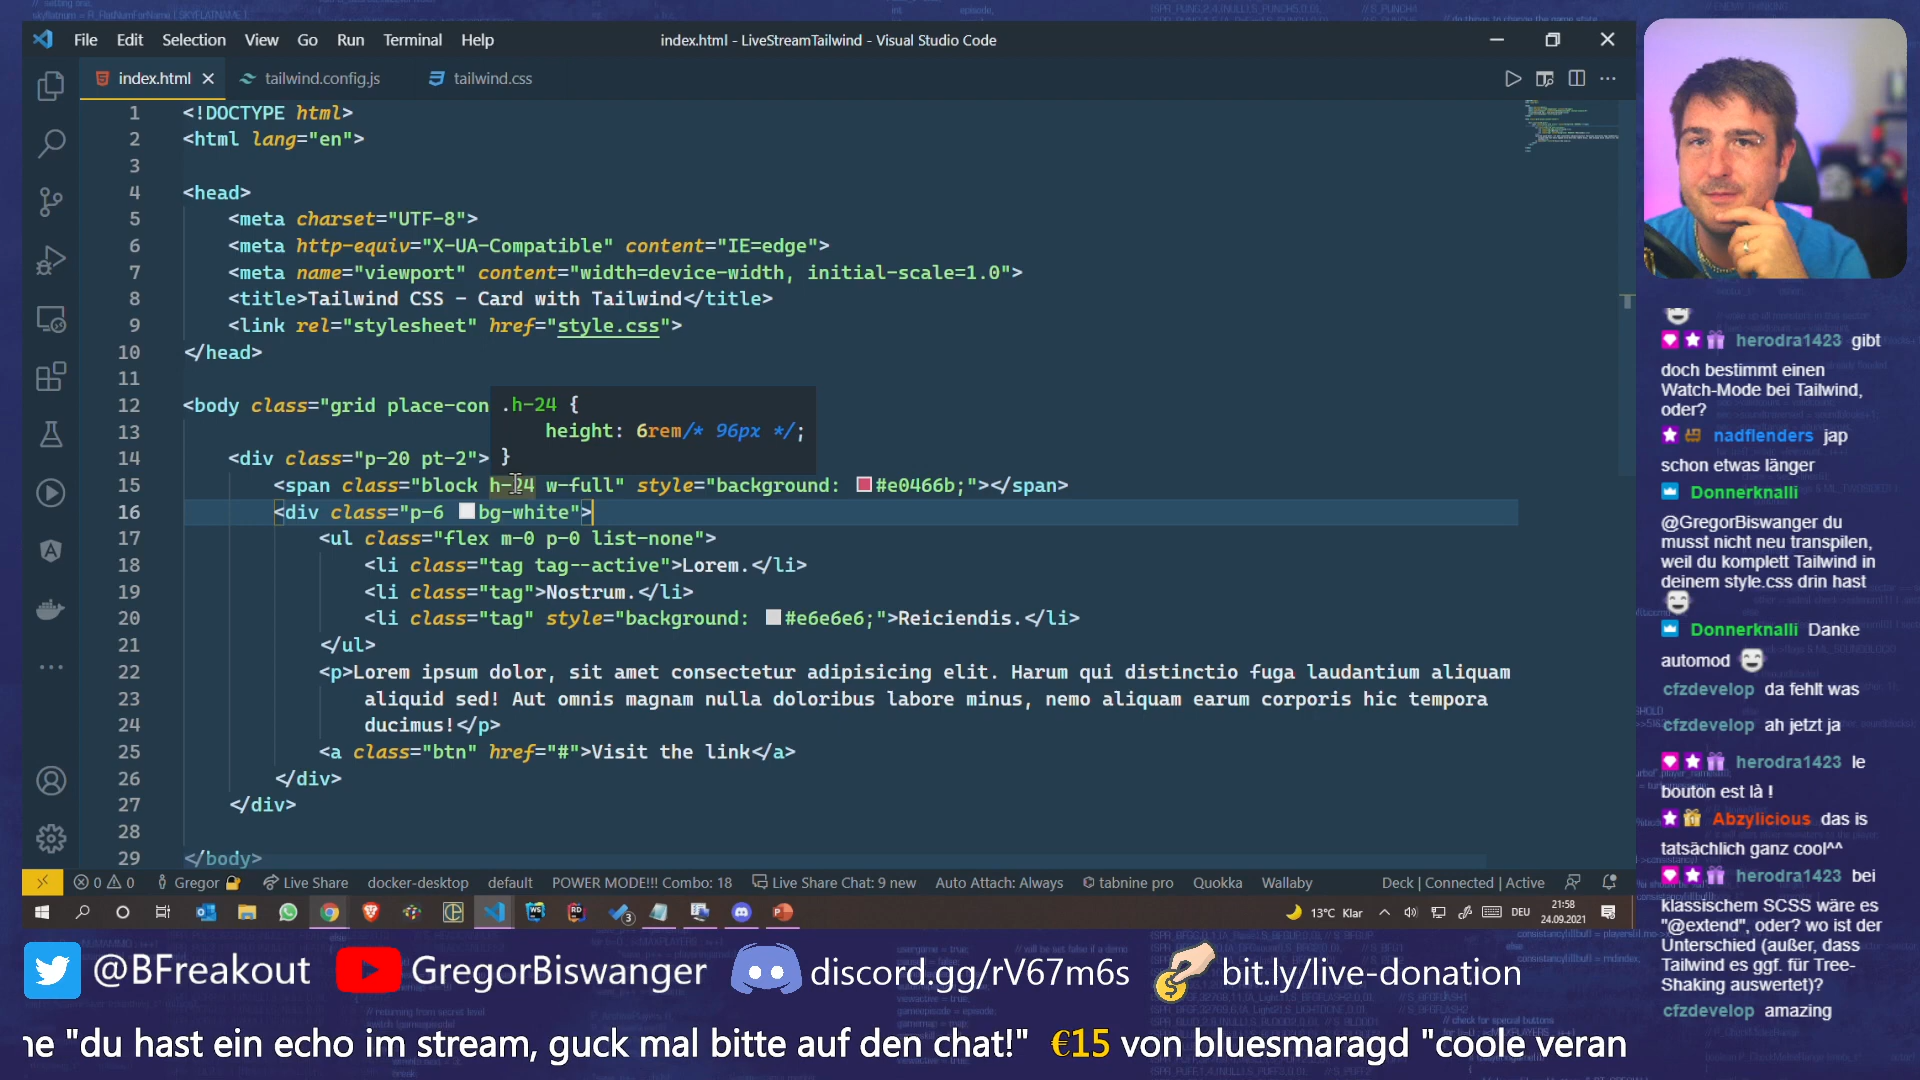 File Edit Selection View Go Run Terminal Help
index.html - LiveStreamTailwind - Visual Studio Code
index.html tailwind.config.js tailwind.css
1 <!DOCTYPE html>
2 <html lang="en">
3
4 <head>
5 <meta charset="UTF-8">
6 <meta http-equiv="X-UA-Compatible" content="IE=edge">
7 <meta name="viewport" content="width=device-width, initial-scale=1.0">
8 <title>Tailwind CSS - Card with Tailwind</title>
9 <link rel="stylesheet" href="style.css">
10 </head>
11
12 <body class="grid place-con
.h-24 {
height: 6rem/* 96px */;
}
13
14 <div class="p-20 pt-2">
15 <span class="block h-24 w-full" style="background: #e0466b;"></span>
16 <div class="p-6 bg-white">
17 <ul class="flex m-0 p-0 list-none">
18 <li class="tag tag--active">Lorem.</li>
19 <li class="tag">Nostrum.</li>
20 <li class="tag" style="background: #e6e6e6;">Reiciendis.</li>
21 </ul>
22 <p>Lorem ipsum dolor, sit amet consectetur adipisicing elit. Harum qui distinctio fuga laudantium aliquam
23 aliquid sed! Aut omnis magnam nulla doloribus labore minus, nemo aliquam earum corporis hic tempora
24 ducimus!</p>
25 <a class="btn" href="#">Visit the link</a>
26 </div>
27 </div>
28
29 </body>
0 0 Gregor Live Share docker-desktop default POWER MODE!!! Combo: 18 Live Share Chat: 9 new Auto Attach: Always tabnine pro Quokka Wallaby Deck | Connected | Active
3 13°C Klar DEU 21:58
24.09.2021
herodra1423 gibt
doch bestimmt einen
Watch-Mode bei Tailwind,
oder?
nadflenders jap
schon etwas länger
Donnerknalli
@GregorBiswanger du
musst nicht neu transpilen,
weil du komplett Tailwind in
deinem style.css drin hast
Donnerknalli Danke
automod
cfzdevelop da fehlt was
cfzdevelop ah jetzt ja
herodra1423 le
bouton est là !
Abzylicious das is
tatsächlich ganz cool^^
herodra1423 bei
klassischem SCSS wäre es
"@extend", oder? wo ist der
Unterschied (außer, dass
Tailwind es ggf. für Tree-
Shaking auswertet)?
cfzdevelop amazing
@BFreakout GregorBiswanger discord.gg/rV67m6s bit.ly/live-donation
ne "du hast ein echo im stream, guck mal bitte auf den chat!" €15 von bluesmaragd "coole veran